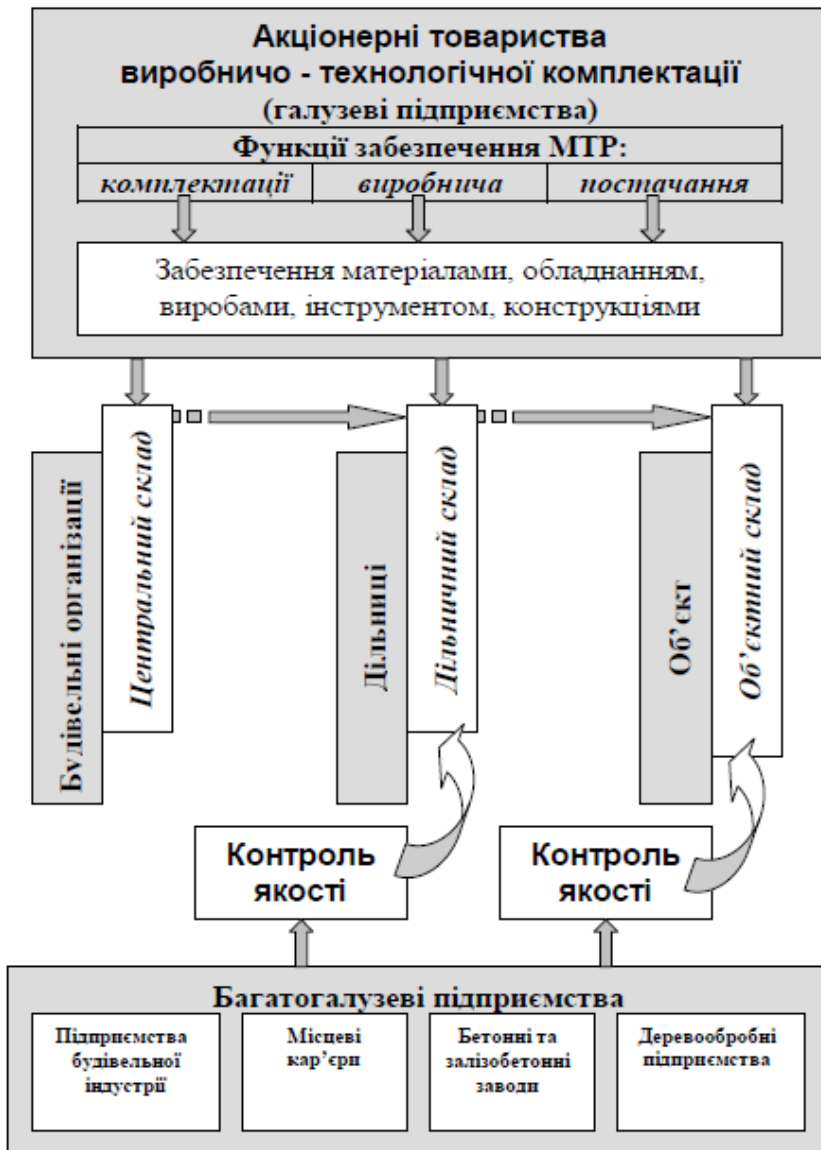 Акціонерні товариства
виробничо - технологічної комплектації
(галузеві підприємства)
Функції забезпечення МТР:
комплектації виробнича постачання
Забезпечення матеріалами, обладнанням,
виробами, інструментом, конструкціями
Будівельні організації
Центральний склад
Дільниці
Дільничний склад
Об’єкт
Об’єктний склад
Контроль
якості
Контроль
якості
Багатогалузеві підприємства
Підприємства
будівельної
індустрії
Місцеві
кар’єри
Бетонні та
залізобетонні
заводи
Деревообробні
підприємства